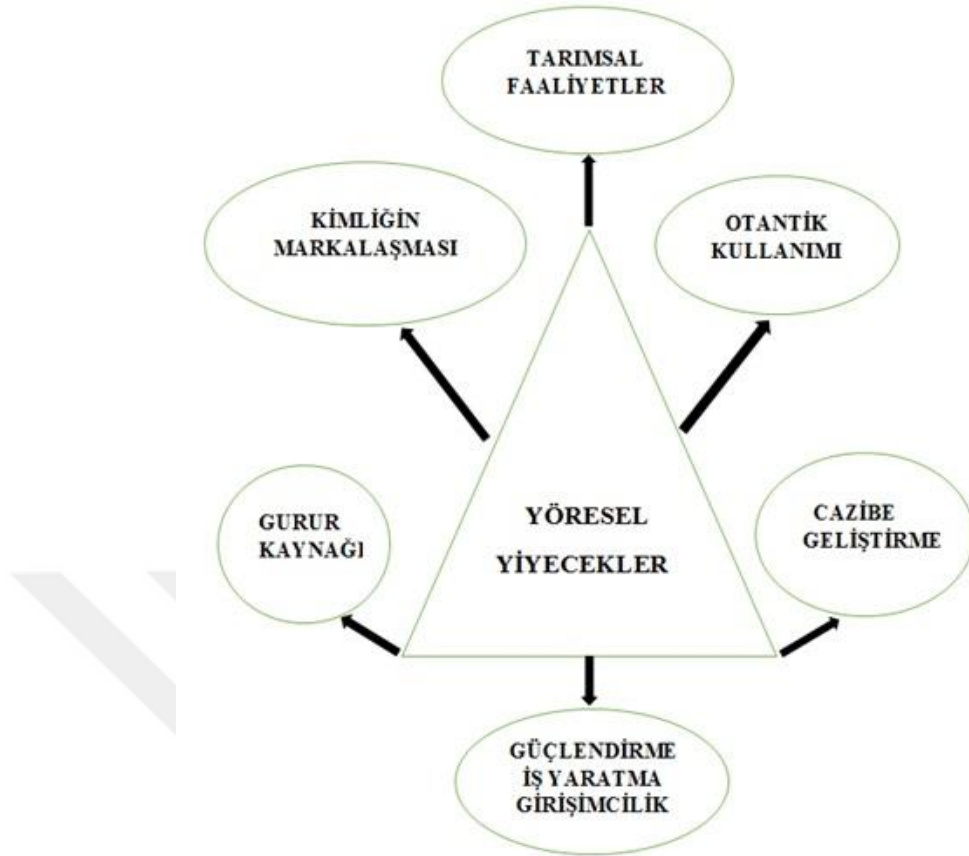 TARIMSAL
FAALİYETLER
KİMLİĞİN
MARKALAŞMASI
OTANTİK
KULLANIMI
GURUR
KAYNAĞI
YÖRESEL
YİYECEKLER
CAZİBE
GELİŞTİRME
GÜÇLENDİRME
İŞ YARATMA
GİRİŞİMCİLİK